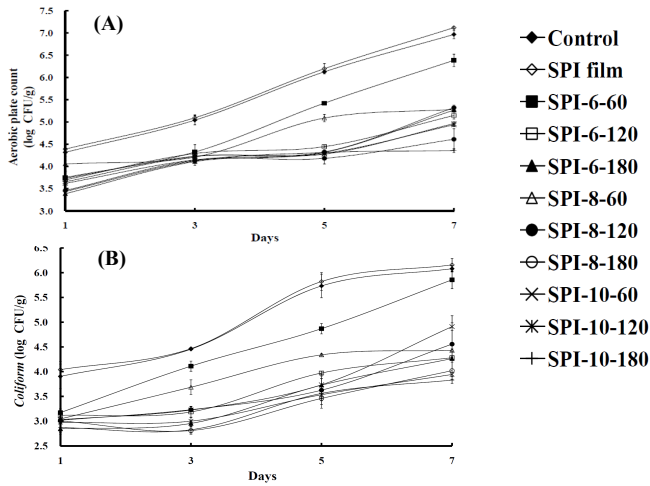 (A)
Aerobic plate count
(log CFU/g)
7.5
7.0
6.5
6.0
5.5
5.0
4.5
4.0
3.5
3.0
1
3
5
7
Days
(B)
Coliform (log CFU/g)
6.5
6.0
5.5
5.0
4.5
4.0
3.5
3.0
2.5
1
3
5
7
Days
Control
SPI film
SPI-6-60
SPI-6-120
SPI-6-180
SPI-8-60
SPI-8-120
SPI-8-180
SPI-10-60
SPI-10-120
SPI-10-180